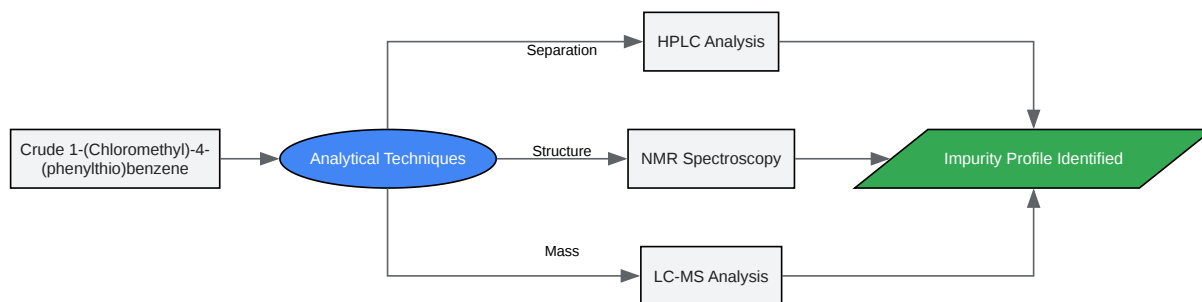 HPLC Analysis
Separation
Crude 1-(Chloromethyl)-4-
(phenylthio)benzene
Analytical Techniques
Structure
NMR Spectroscopy
Impurity Profile Identified
Mass
LC-MS Analysis